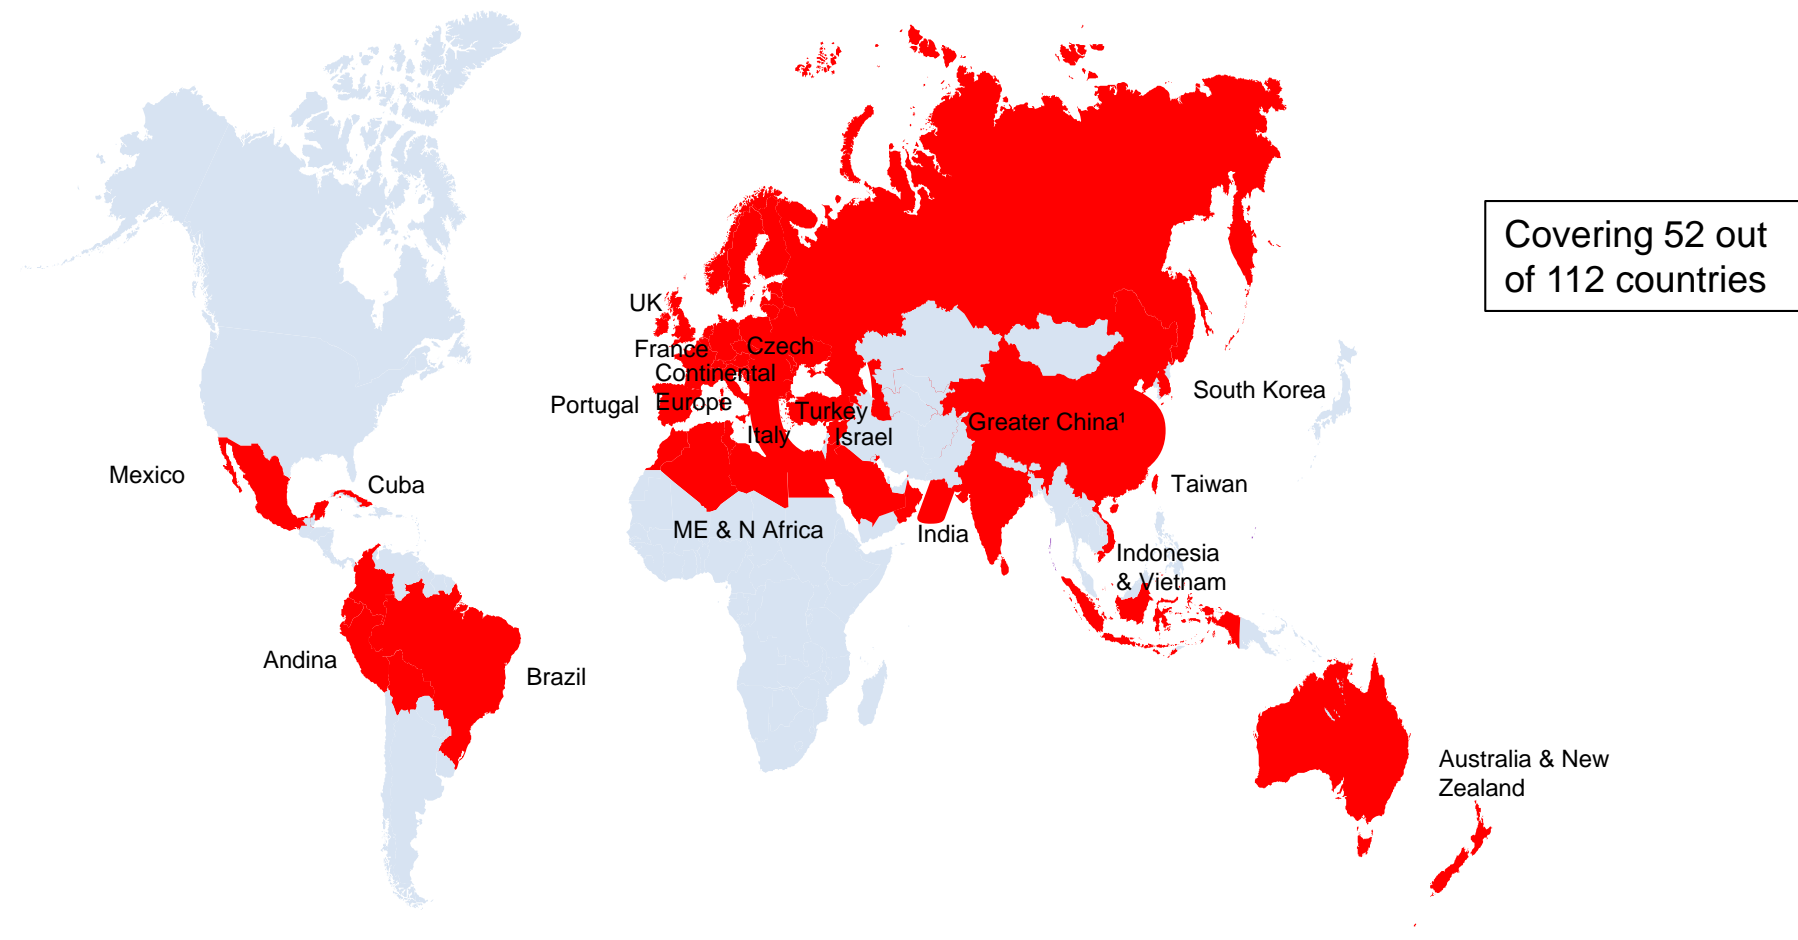 Covering 52 out
of 112 countries
UK
France
Czech
Continental
Europe
Portugal
Turkey
Italy
Israel
Greater China¹
South Korea
Mexico
Cuba
Taiwan
ME & N Africa
India
Indonesia
& Vietnam
Andina
Brazil
Australia & New
Zealand